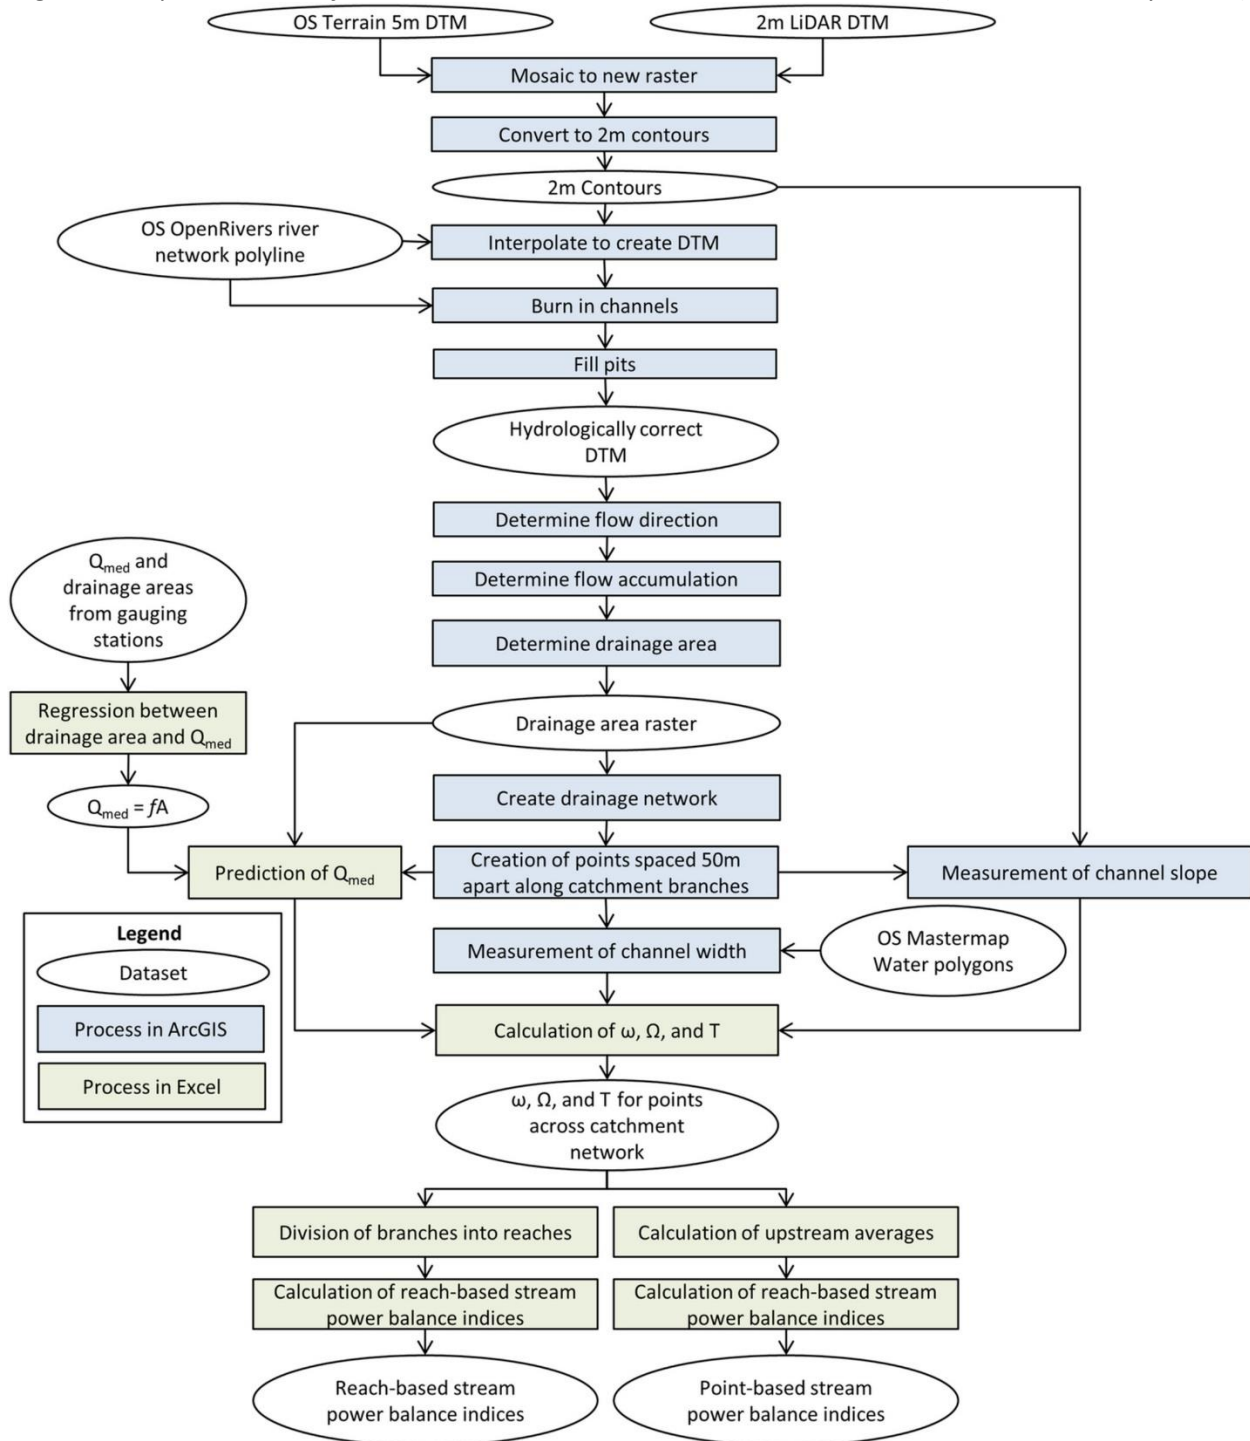 OS Terrain 5m DTM
2m LiDAR DTM
Mosaic to new raster
Convert to 2m contours
2m Contours
OS OpenRivers river
network polyline
Interpolate to create DTM
Burn in channels
Fill pits
Hydrologically correct
DTM
Determine flow direction
Q_med and
drainage areas
from gauging
stations
Determine flow accumulation
Determine drainage area
Regression between
drainage area and Q_med
Drainage area raster
Q_med = fA
Create drainage network
Prediction of Q_med
Creation of points spaced 50m
apart along catchment branches
Measurement of channel slope
Legend
Dataset
Process in ArcGIS
Process in Excel
Measurement of channel width
OS Mastermap
Water polygons
Calculation of ω, Ω, and T
ω, Ω, and T for points
across catchment
network
Division of branches into reaches
Calculation of upstream averages
Calculation of reach-based stream
power balance indices
Calculation of reach-based stream
power balance indices
Reach-based stream
power balance indices
Point-based stream
power balance indices